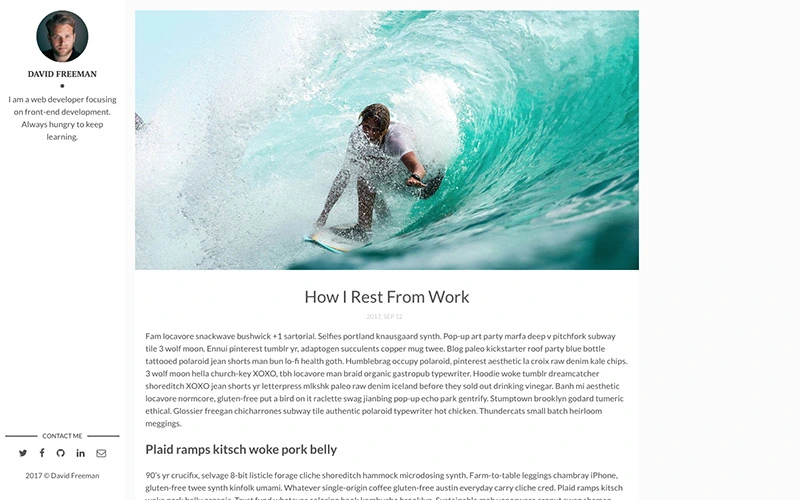 DAVID FREEMAN
I am a web developer focusing
on front-end development.
Always hungry to keep
learning.
CONTACT ME
2017 © David Freeman
How I Rest From Work
2017, SEP 12
Fam locavore snackwave bushwick +1 sartorial. Selfies portland knausgaard synth. Pop-up art party marfa deep v pitchfork subway
tile 3 wolf moon. Ennui pinterest tumblr yr, adaptogen succulents copper mug twee. Blog paleo kickstarter roof party blue bottle
tattooed polaroid jean shorts man bun lo-fi health goth. Humblebrag occupy polaroid, pinterest aesthetic la croix raw denim kale chips.
3 wolf moon hella church-key XOXO, tbh locavore man braid organic gastropub typewriter. Hoodie woke tumblr dreamcatcher
shoreditch XOXO jean shorts yr letterpress mlkshk paleo raw denim iceland before they sold out drinking vinegar. Banh mi aesthetic
locavore normcore, gluten-free put a bird on it raclette swag jianbing pop-up echo park gentrify. Stumptown brooklyn godard tumeric
ethical. Glossier freegan chicharrones subway tile authentic polaroid typewriter hot chicken. Thundercats small batch heirloom
meggings.
Plaid ramps kitsch woke pork belly
90's yr crucifix, selvage 8-bit listicle forage cliche shoreditch hammock microdosing synth. Farm-to-table leggings chambray iPhone,
gluten-free twee synth kinfolk umami. Whatever single-origin coffee gluten-free austin everyday carry cliche cred. Plaid ramps kitsch